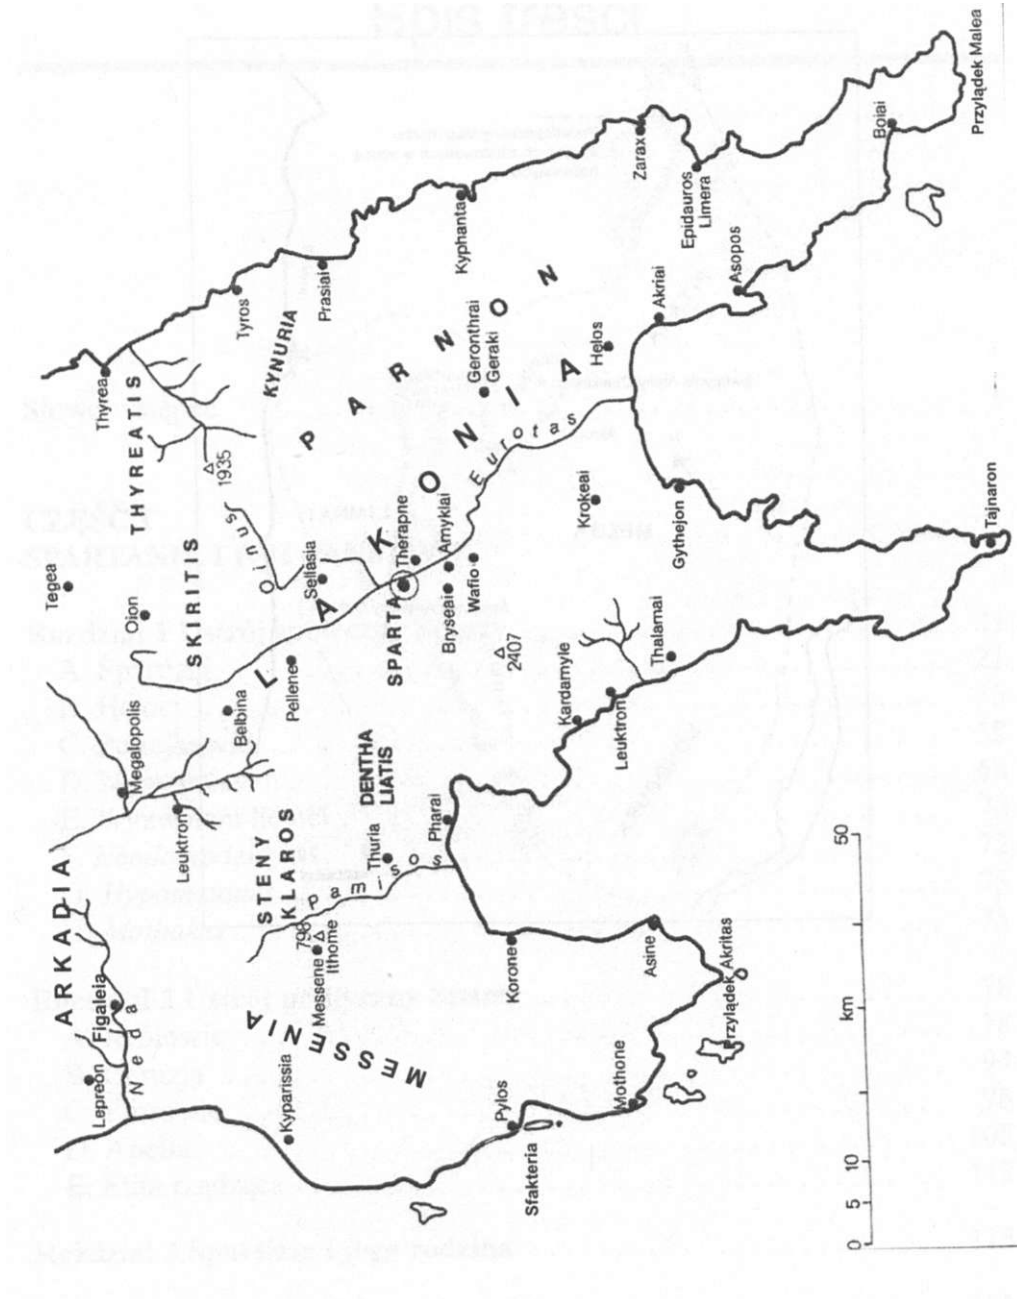 ARKADIA
Lepreon
Figaleia
Neda
Megalopolis
Leuktron
Tegea
Oion
Belbina
SKIRITIS
THYREATIS
Thyrea
Tyros
Prasiai
KYNURIA
1935
Oinus
Sellasia
Pellene
LAKONIA
PARNON
SPARTA
Therapne
Amyklai
Bryseai
Wafio
2407
DENTHA
LIATIS
STENY
KLAROS
Thuria
Pamisos
Pharai
798
Messene
Ithome
MESSENIA
Kyparissia
Pylos
Sfakteria
Mothone
Korone
Asine
Przylądek Akritas
Kardamyle
Leuktron
Thalamai
Eurotas
Geronthrai
Geraki
Kyphanta
Krokeai
Helos
Akriai
Gythejon
Asopos
Zarax
Epidauros
Limera
Boiai
Przylądek Malea
Tajnaron
0 5 10 km 50